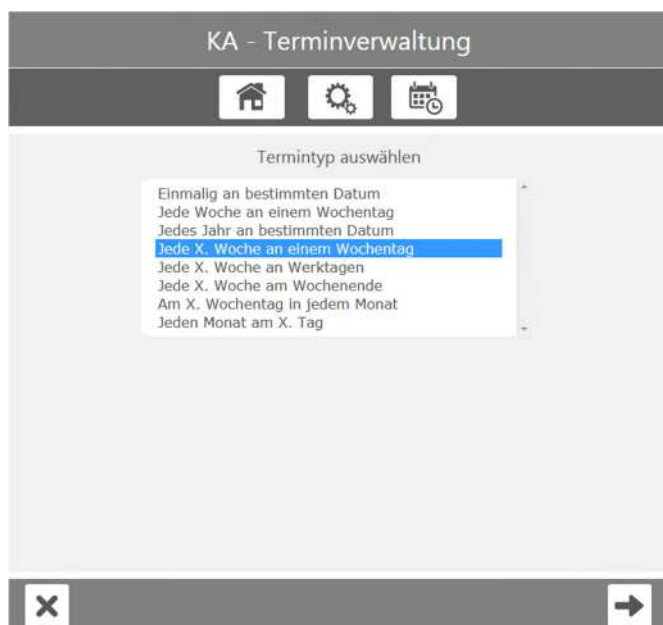 KA - Terminverwaltung
Termintyp auswählen
Einmalig an bestimmten Datum
Jede Woche an einem Wochentag
Jedes Jahr an bestimmten Datum
Jede X. Woche an einem Wochentag
Jede X. Woche an Werktagen
Jede X. Woche am Wochenende
Am X. Wochentag in jedem Monat
Jeden Monat am X. Tag